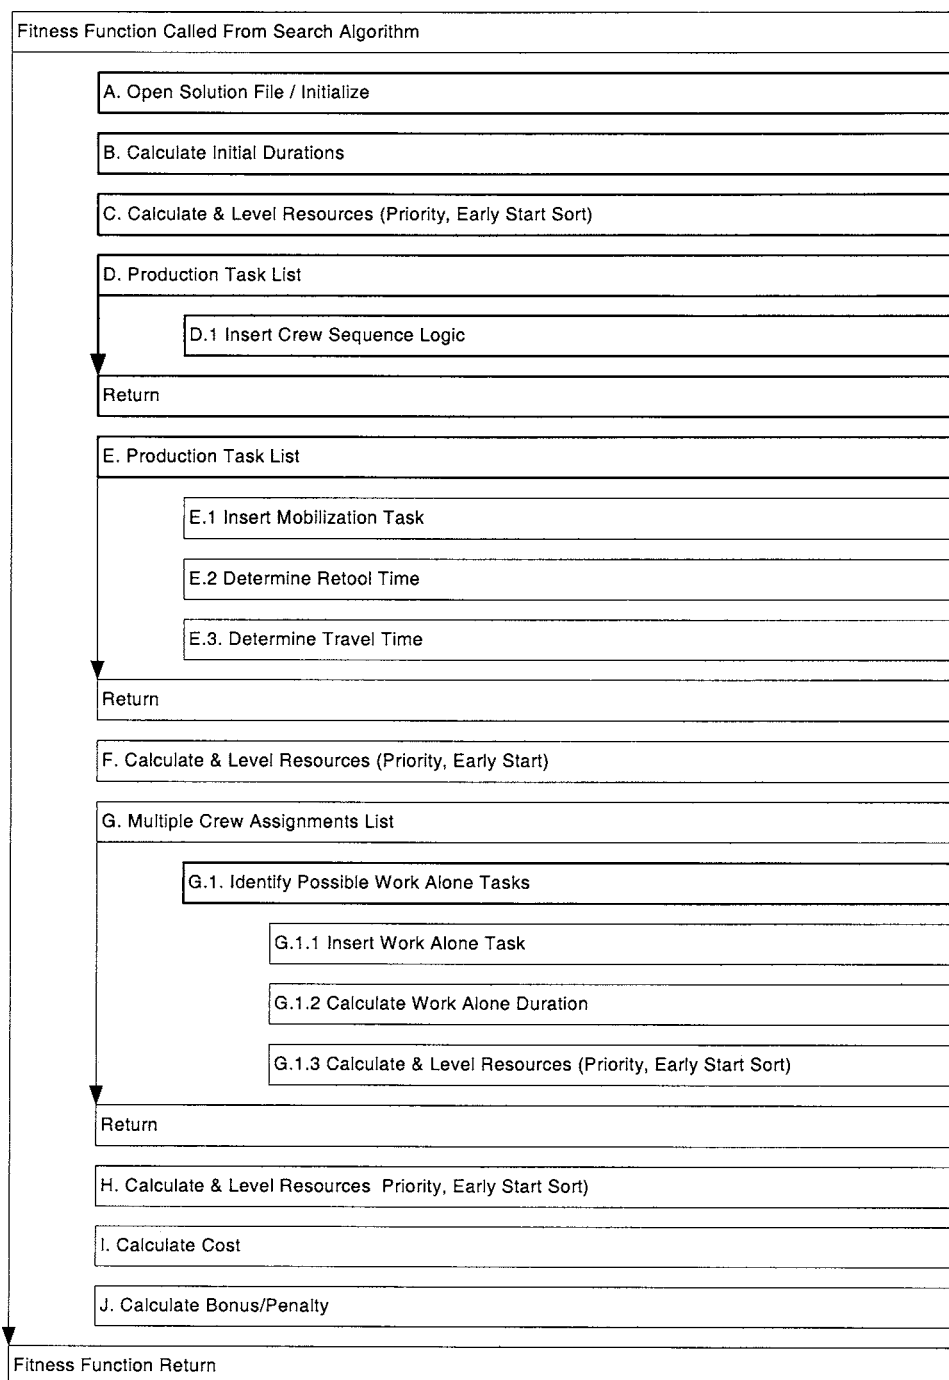 Fitness Function Called From Search Algorithm
A. Open Solution File / Initialize
B. Calculate Initial Durations
C. Calculate & Level Resources (Priority, Early Start Sort)
D. Production Task List
D.1 Insert Crew Sequence Logic
Return
E. Production Task List
E.1 Insert Mobilization Task
E.2 Determine Retool Time
E.3. Determine Travel Time
Return
F. Calculate & Level Resources (Priority, Early Start)
G. Multiple Crew Assignments List
G.1. Identify Possible Work Alone Tasks
G.1.1 Insert Work Alone Task
G.1.2 Calculate Work Alone Duration
G.1.3 Calculate & Level Resources (Priority, Early Start Sort)
Return
H. Calculate & Level Resources  Priority, Early Start Sort)
I. Calculate Cost
J. Calculate Bonus/Penalty
Fitness Function Return